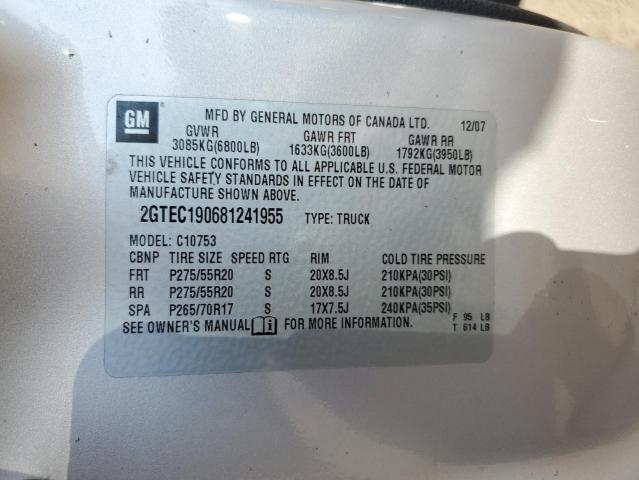 GM
MFD BY GENERAL MOTORS OF CANADA LTD. 12/07
GVWR GAWR FRT GAWR RR
3085KG(6800LB) 1633KG(3600LB) 1792KG(3950LB)
THIS VEHICLE CONFORMS TO ALL APPLICABLE U.S. FEDERAL MOTOR
VEHICLE SAFETY STANDARDS IN EFFECT ON THE DATE OF
MANUFACTURE SHOWN ABOVE.
2GTEC190681241955 TYPE: TRUCK
MODEL: C10753
CBNP TIRE SIZE SPEED RTG RIM COLD TIRE PRESSURE
FRT P275/55R20 S 20X8.5J 210KPA(30PSI)
RR P275/55R20 S 20X8.5J 210KPA(30PSI)
SPA P265/70R17 S 17X7.5J 240KPA(35PSI)
F 95 LB
SEE OWNER'S MANUAL i FOR MORE INFORMATION. T 614 LB